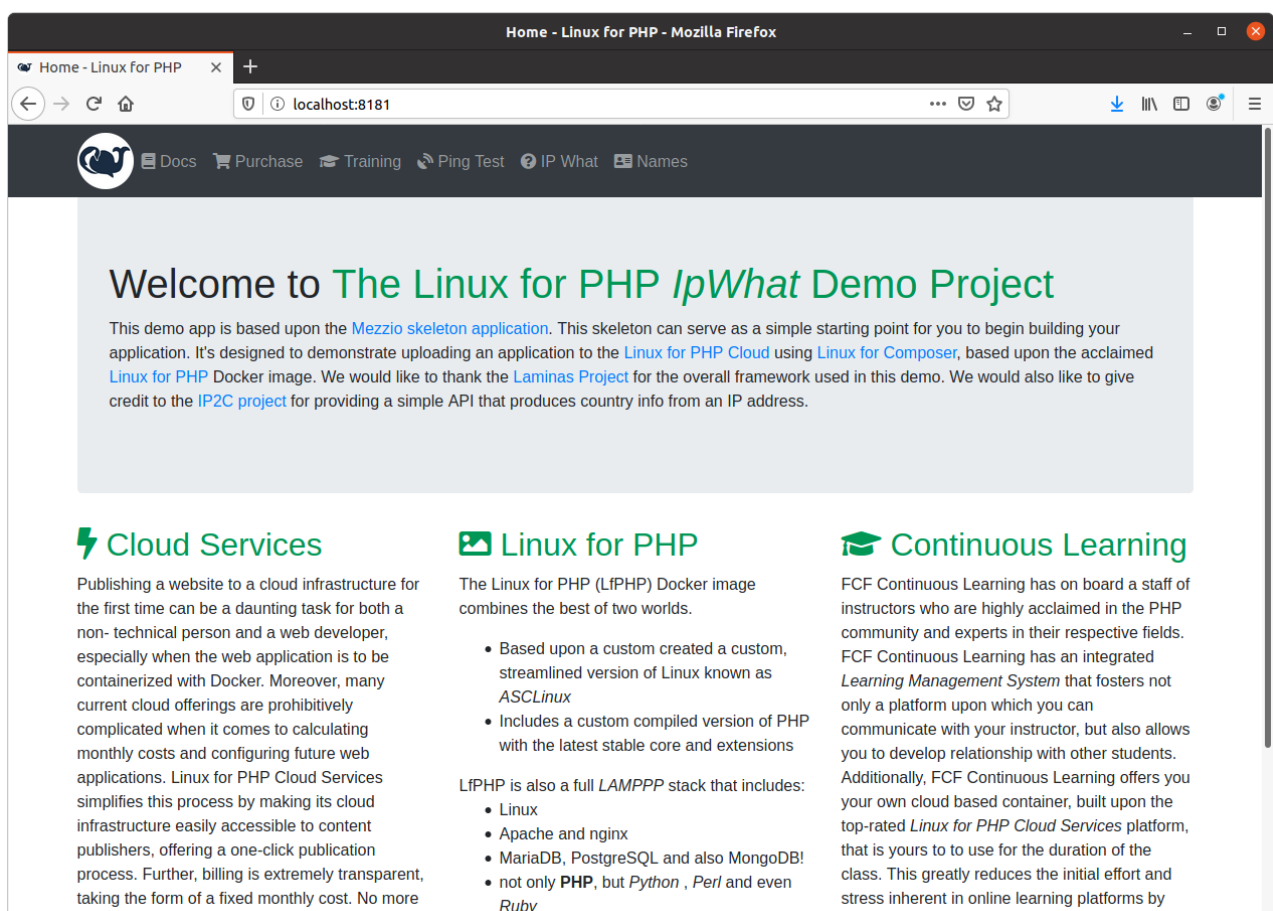 Home - Linux for PHP - Mozilla Firefox
Home - Linux for PHP
localhost:8181
Docs Purchase Training Ping Test IP What Names
Welcome to The Linux for PHP IpWhat Demo Project
This demo app is based upon the Mezzio skeleton application. This skeleton can serve as a simple starting point for you to begin building your
application. It's designed to demonstrate uploading an application to the Linux for PHP Cloud using Linux for Composer, based upon the acclaimed
Linux for PHP Docker image. We would like to thank the Laminas Project for the overall framework used in this demo. We would also like to give
credit to the IP2C project for providing a simple API that produces country info from an IP address.
Cloud Services
Publishing a website to a cloud infrastructure for
the first time can be a daunting task for both a
non- technical person and a web developer,
especially when the web application is to be
containerized with Docker. Moreover, many
current cloud offerings are prohibitively
complicated when it comes to calculating
monthly costs and configuring future web
applications. Linux for PHP Cloud Services
simplifies this process by making its cloud
infrastructure easily accessible to content
publishers, offering a one-click publication
process. Further, billing is extremely transparent,
taking the form of a fixed monthly cost. No more
Linux for PHP
The Linux for PHP (LfPHP) Docker image
combines the best of two worlds.
• Based upon a custom created a custom,
streamlined version of Linux known as
ASCLinux
• Includes a custom compiled version of PHP
with the latest stable core and extensions
LfPHP is also a full LAMPPP stack that includes:
• Linux
• Apache and nginx
• MariaDB, PostgreSQL and also MongoDB!
• not only PHP, but Python , Perl and even
Ruby
Continuous Learning
FCF Continuous Learning has on board a staff of
instructors who are highly acclaimed in the PHP
community and experts in their respective fields.
FCF Continuous Learning has an integrated
Learning Management System that fosters not
only a platform upon which you can
communicate with your instructor, but also allows
you to develop relationship with other students.
Additionally, FCF Continuous Learning offers you
your own cloud based container, built upon the
top-rated Linux for PHP Cloud Services platform,
that is yours to to use for the duration of the
class. This greatly reduces the initial effort and
stress inherent in online learning platforms by